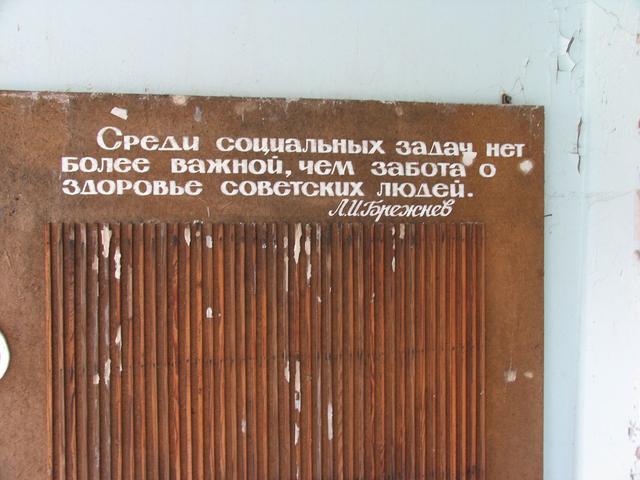 Среди социальных задач нет
более важной, чем забота о
здоровье советских людей.
Л.И.Брежнев